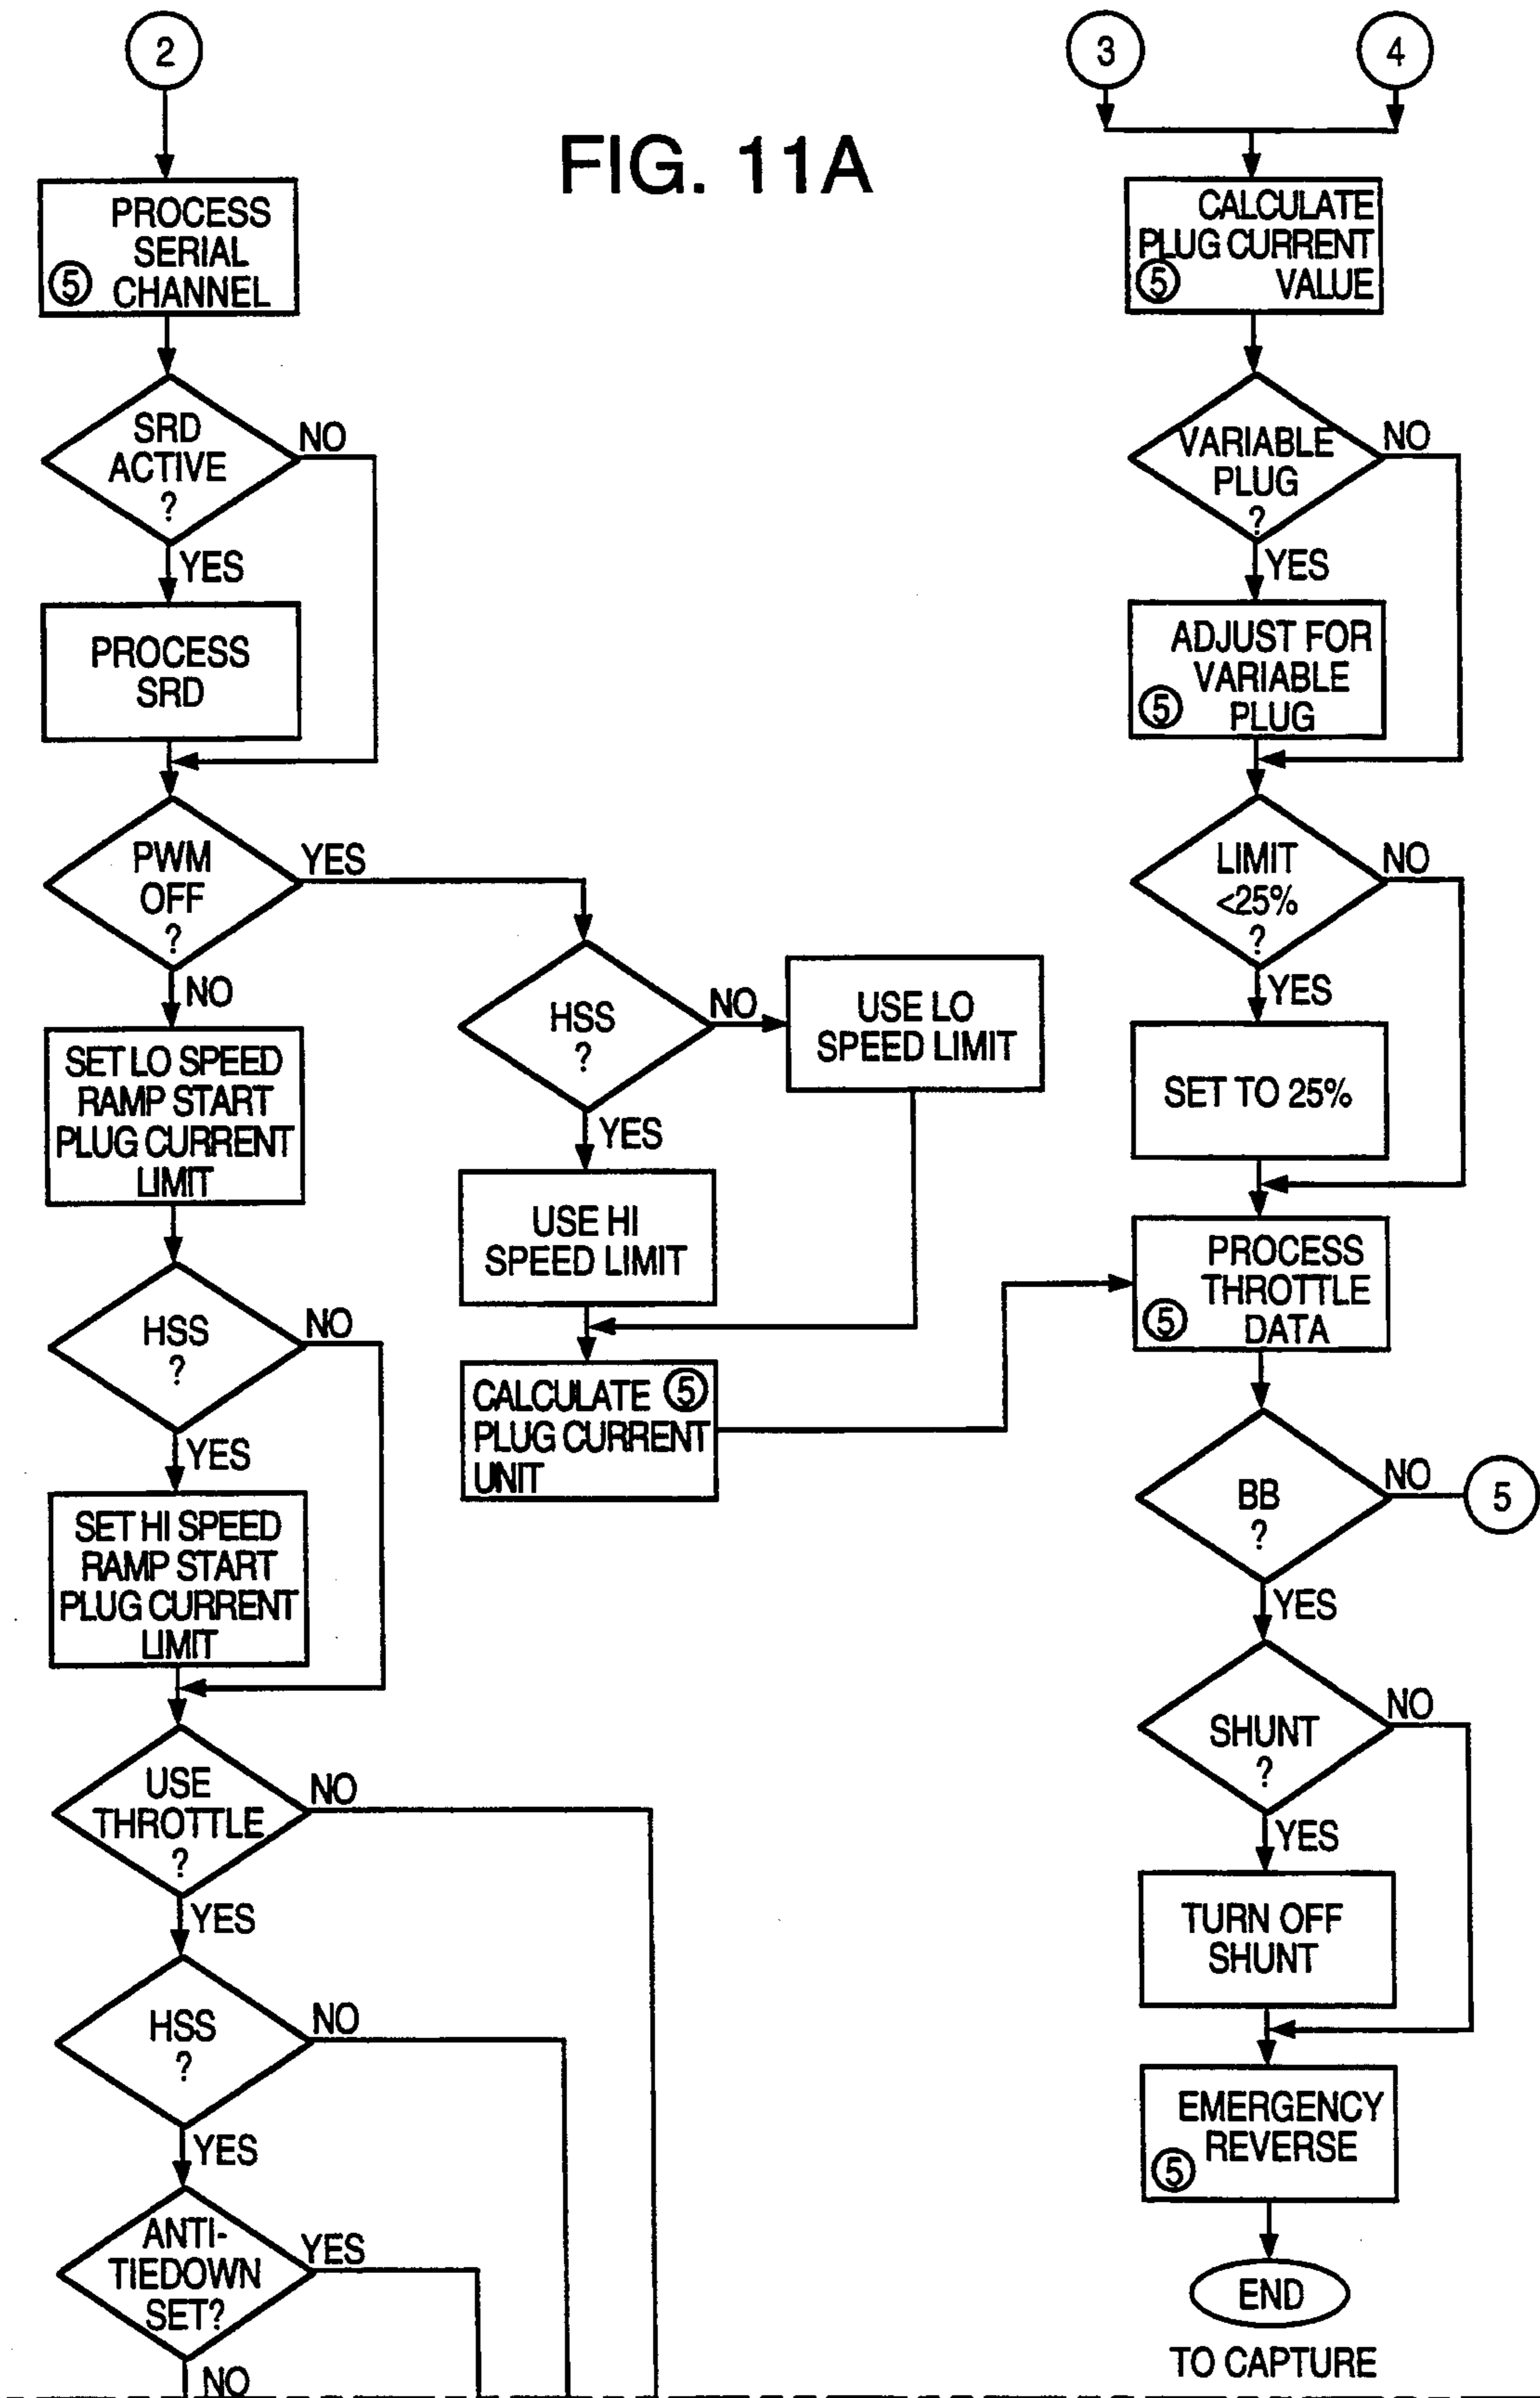 2
3
4
FIG. 11A
PROCESS
SERIAL
CHANNEL
5
SRD
ACTIVE
?
NO
YES
PROCESS
SRD
PWM
OFF
?
YES
NO
SET LO SPEED
RAMP START
PLUG CURRENT
LIMIT
HSS
?
NO
YES
SET HI SPEED
RAMP START
PLUG CURRENT
LIMIT
USE
THROTTLE
?
NO
YES
HSS
?
NO
YES
ANTI-
TIEDOWN
SET?
YES
NO
HSS
?
NO
YES
USE LO
SPEED LIMIT
USE HI
SPEED LIMIT
CALCULATE 5
PLUG CURRENT
UNIT
CALCULATE
PLUG CURRENT
5 VALUE
VARIABLE
PLUG
?
NO
YES
ADJUST FOR
VARIABLE
5 PLUG
LIMIT
<25%
?
NO
YES
SET TO 25%
PROCESS
THROTTLE
5 DATA
BB
?
NO
5
YES
SHUNT
?
NO
YES
TURN OFF
SHUNT
EMERGENCY
REVERSE
5
END
TO CAPTURE